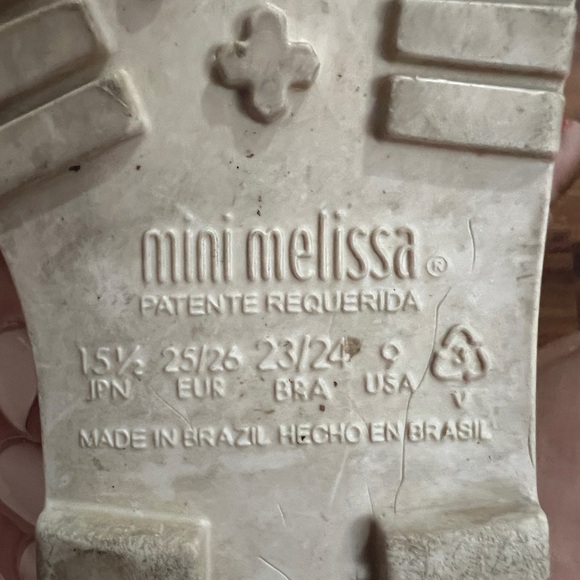 mini melissa®
PATENTE REQUERIDA
15½ 25/26 23/24 9 3
JPN EUR BRA USA V
MADE IN BRAZIL HECHO EN BRASIL